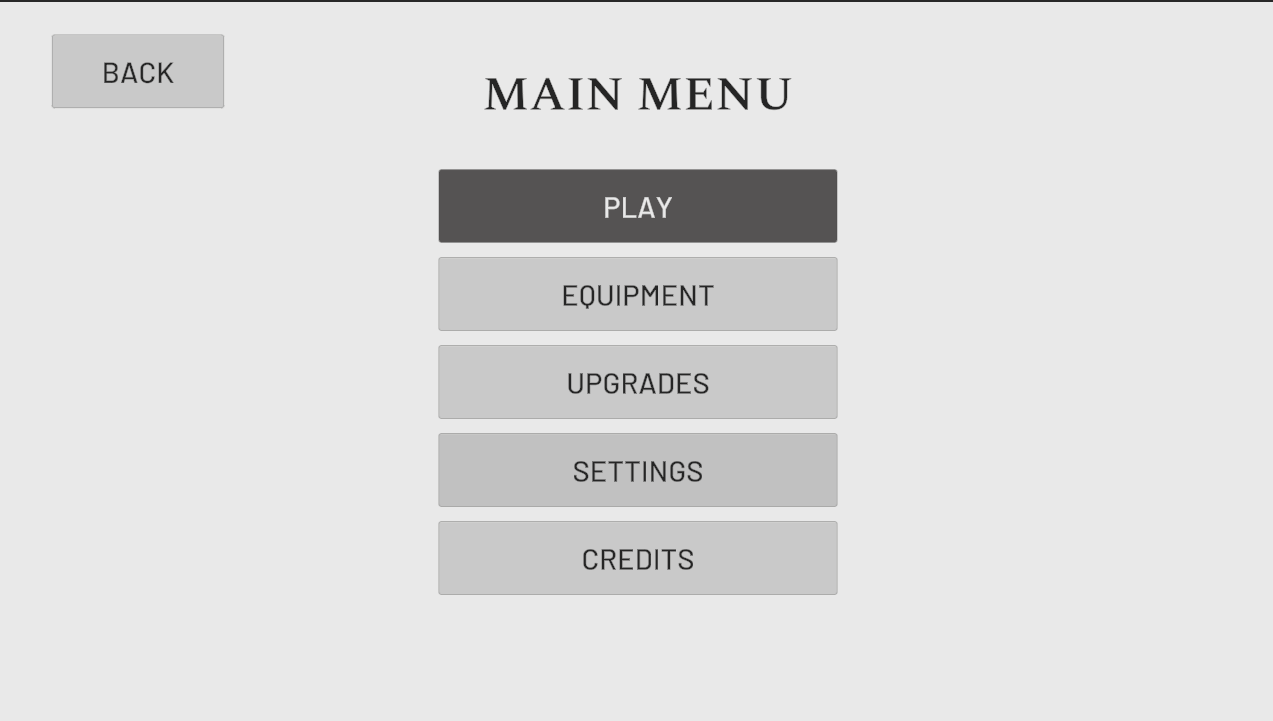 BACK
MAIN MENU
PLAY
EQUIPMENT
UPGRADES
SETTINGS
CREDITS